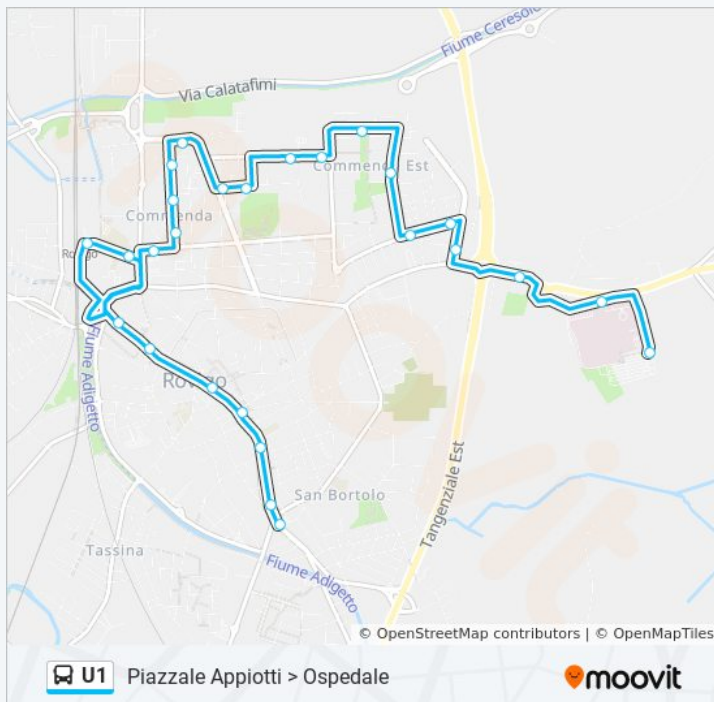 Fiume Ceresolo
Via Calatafimi
Commenda Est
Commenda
Rovigo
Fiume Adigetto
Rovigo
San Bortolo
Tangenziale Est
Tassina
Fiume Adigetto
© OpenStreetMap contributors | © OpenMapTiles
U1 Piazzale Appiotti > Ospedale
moovit